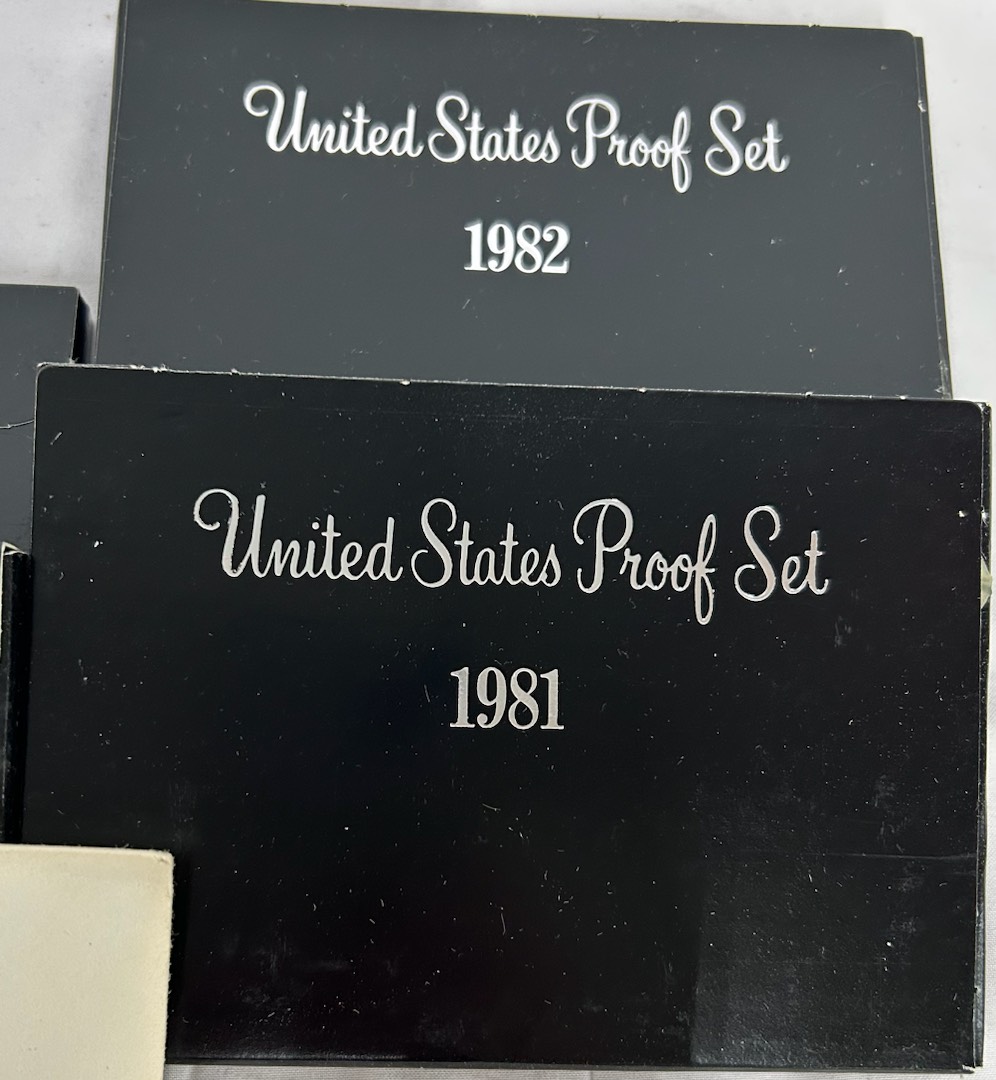 United States Proof Set
1982
United States Proof Set
1981